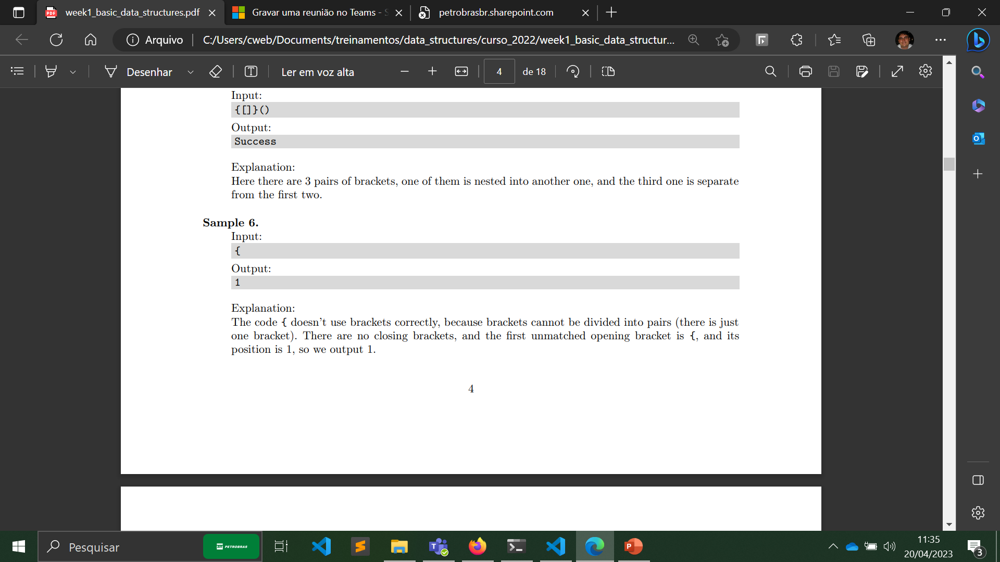 week1_basic_data_structures.pdf
Gravar uma reunião no Teams - S
petrobrasbr.sharepoint.com
Arquivo
C:/Users/cweb/Documents/treinamentos/data_structures/curso_2022/week1_basic_data_structur...
Desenhar
Ler em voz alta
4
de 18
Input:
{[]}()
Output:
Success
Explanation:
Here there are 3 pairs of brackets, one of them is nested into another one, and the third one is separate
from the first two.
Sample 6.
Input:
{
Output:
1
Explanation:
The code { doesn't use brackets correctly, because brackets cannot be divided into pairs (there is just
one bracket). There are no closing brackets, and the first unmatched opening bracket is {, and its
position is 1, so we output 1.
4
Pesquisar
BR PETROBRAS
11:35
20/04/2023
3